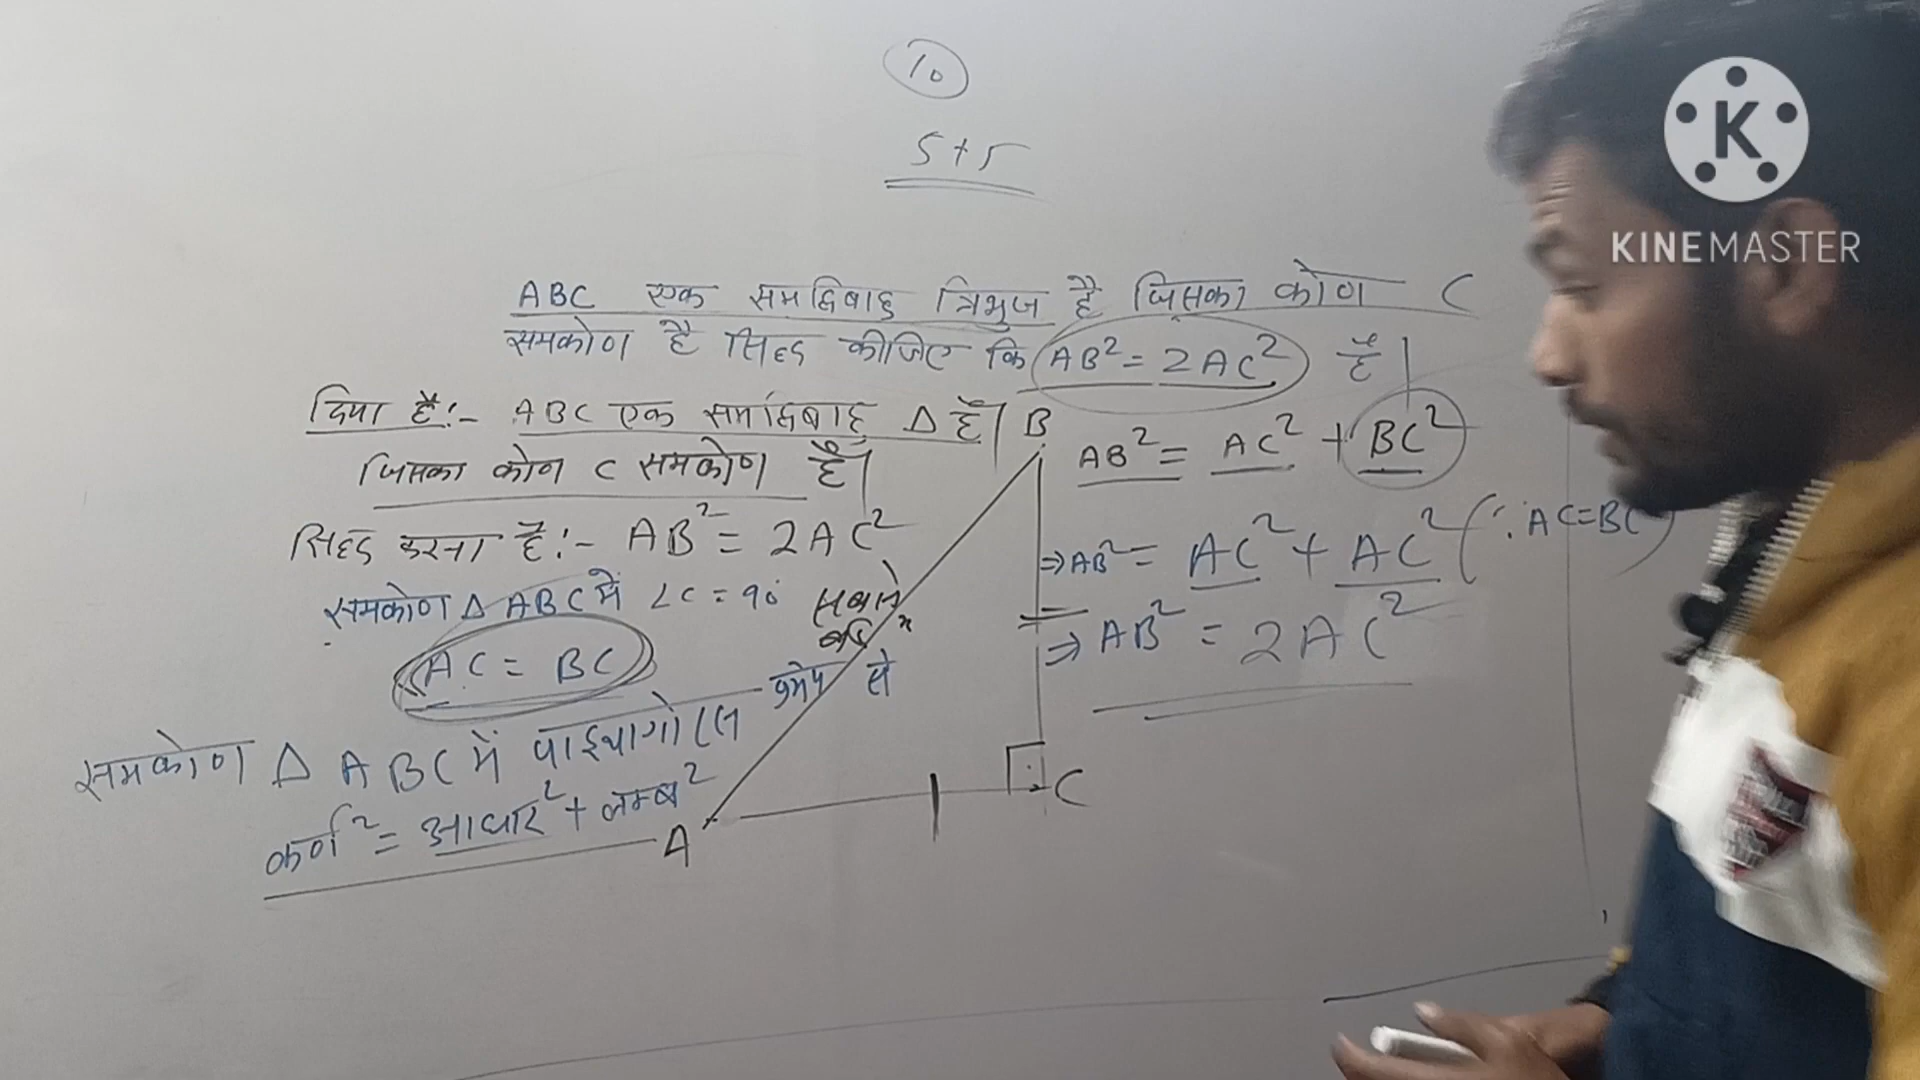 10
5+5
ABC एक समद्विबाहु त्रिभुज है जिसका कोण C
समकोण है सिद्ध कीजिए कि AB² = 2AC² है।
दिया है:- ABC एक समद्विबाहु Δ है।
जिसका कोण C समकोण है।
सिद्ध करना है:- AB² = 2AC²
समकोण Δ ABC में ∠C = 90°
AC = BC
समकोण Δ ABC में पाइथागोरस प्रमेय से
कर्ण² = आधार² + लम्ब²
B
A
C
AB² = AC² + BC²
⇒ AB² = AC² + AC² (∵ AC = BC)
⇒ AB² = 2AC²
K
KINEMASTER